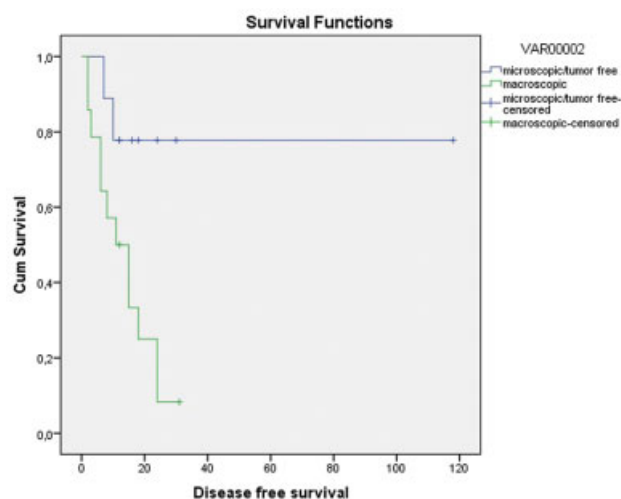 Survival Functions
VAR00002
microscopic/tumor free
macroscopic
microscopic/tumor free-
censored
macroscopic-censored
Cum Survival
1,0
0,8
0,6
0,4
0,2
0,0
0 20 40 60 80 100 120
Disease free survival